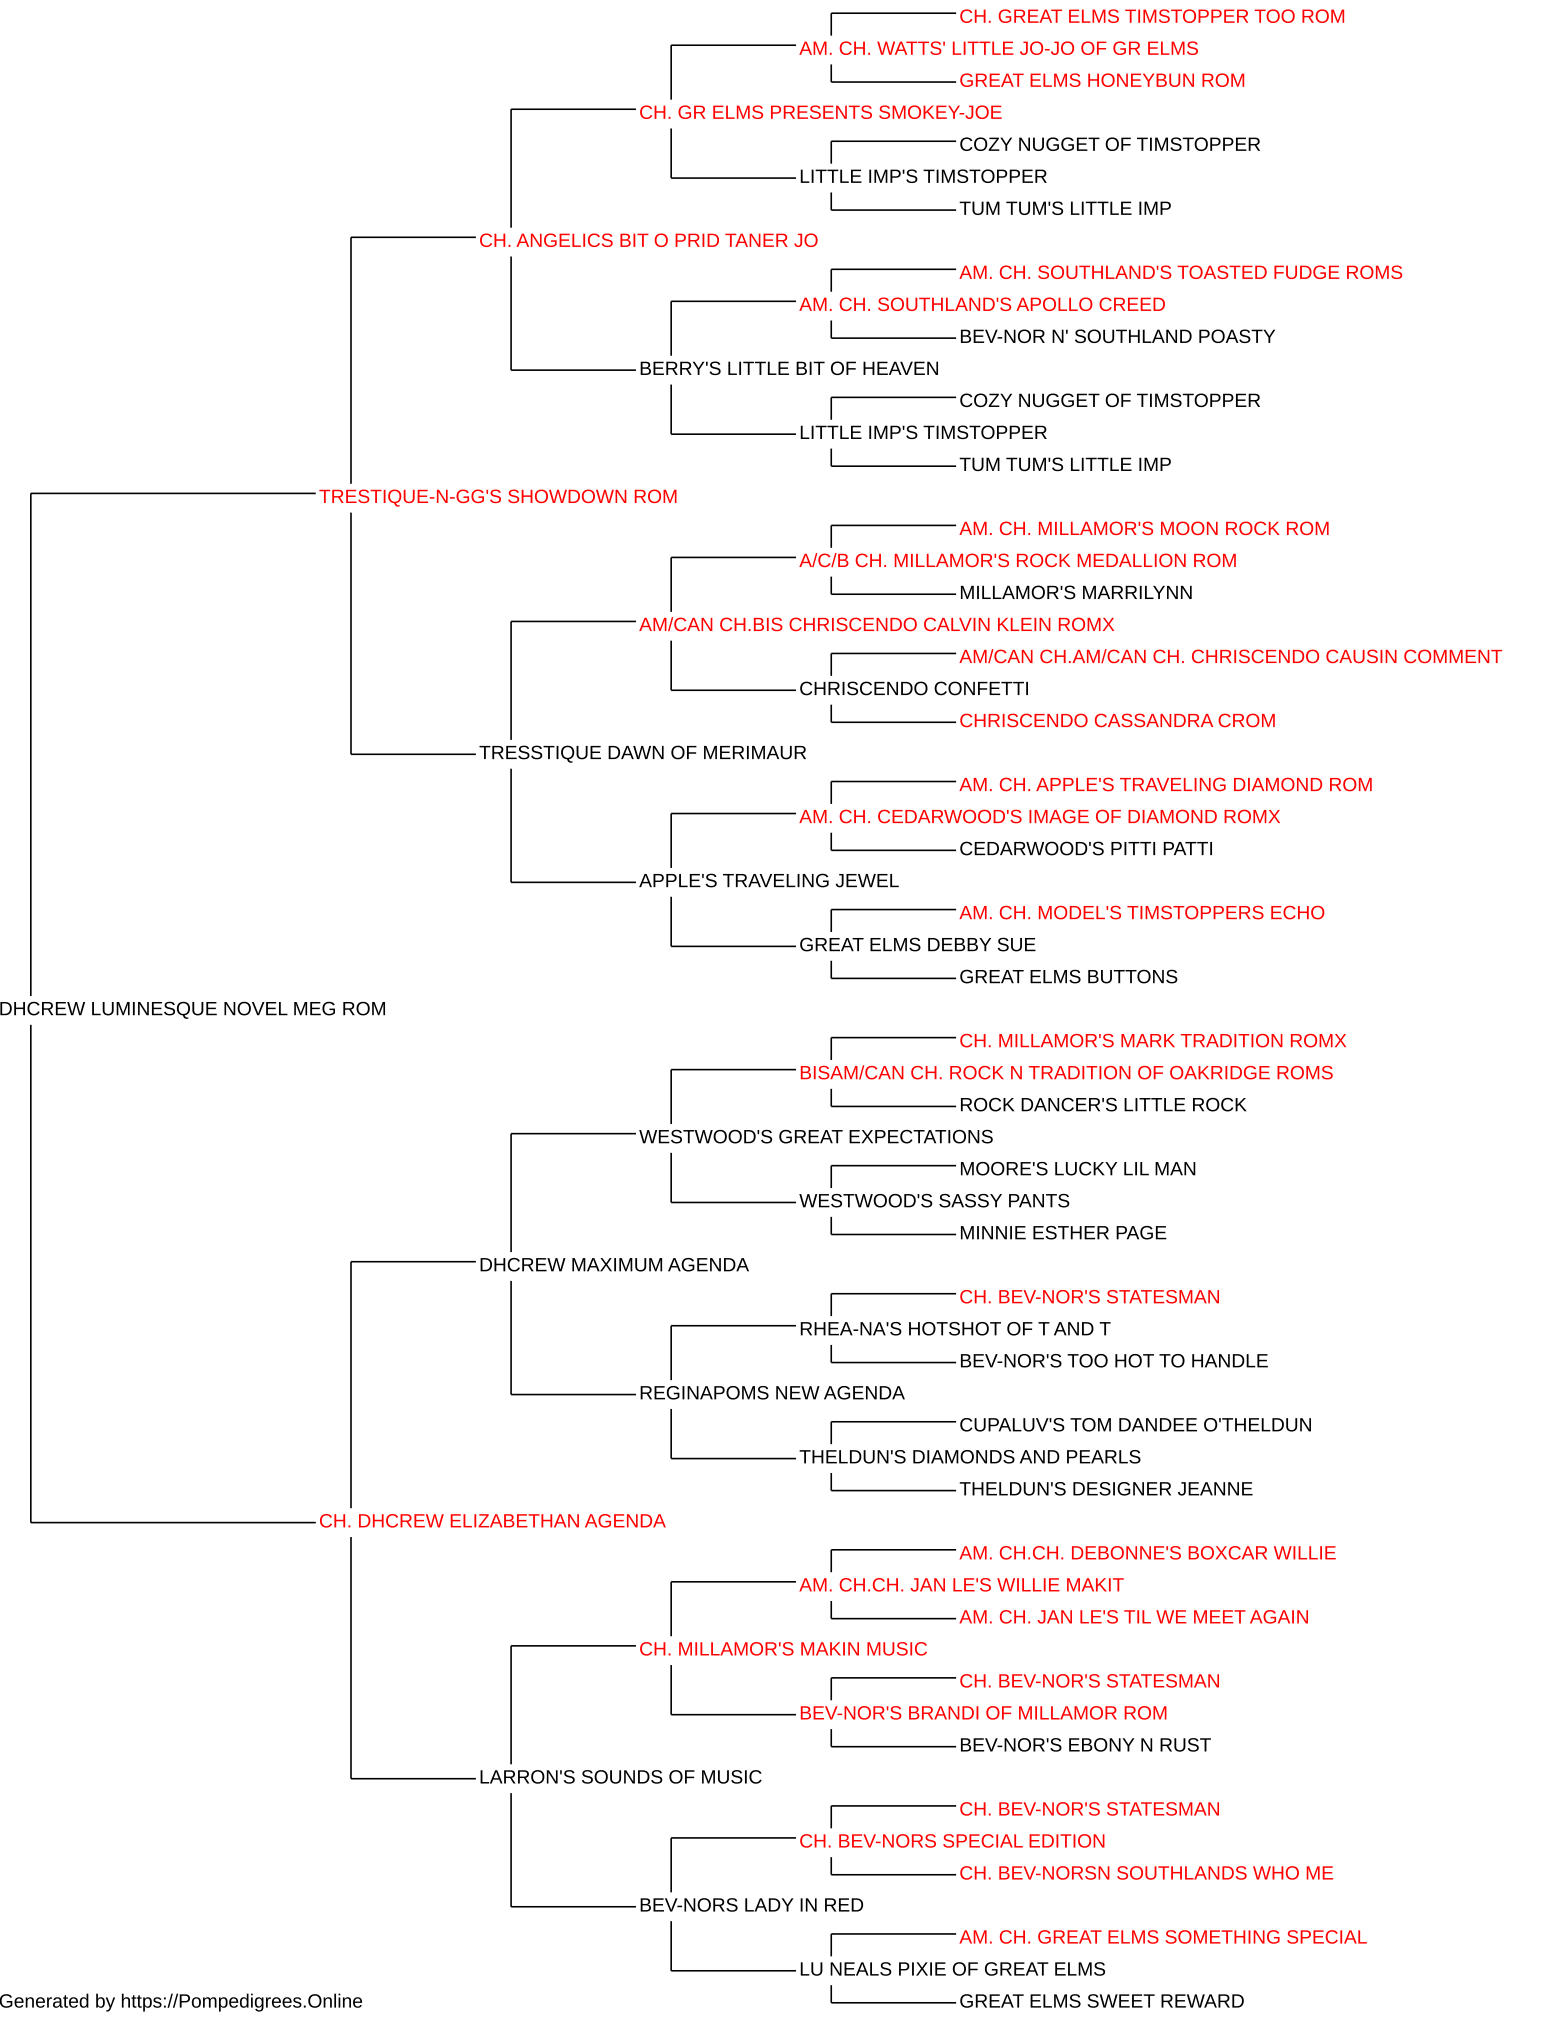 CH. GREAT ELMS TIMSTOPPER TOO ROM
AM. CH. WATTS' LITTLE JO-JO OF GR ELMS
GREAT ELMS HONEYBUN ROM
CH. GR ELMS PRESENTS SMOKEY-JOE
COZY NUGGET OF TIMSTOPPER
LITTLE IMP'S TIMSTOPPER
TUM TUM'S LITTLE IMP
CH. ANGELICS BIT O PRID TANER JO
AM. CH. SOUTHLAND'S TOASTED FUDGE ROMS
AM. CH. SOUTHLAND'S APOLLO CREED
BEV-NOR N' SOUTHLAND POASTY
BERRY'S LITTLE BIT OF HEAVEN
COZY NUGGET OF TIMSTOPPER
LITTLE IMP'S TIMSTOPPER
TUM TUM'S LITTLE IMP
TRESTIQUE-N-GG'S SHOWDOWN ROM
AM. CH. MILLAMOR'S MOON ROCK ROM
A/C/B CH. MILLAMOR'S ROCK MEDALLION ROM
MILLAMOR'S MARRILYNN
AM/CAN CH.BIS CHRISCENDO CALVIN KLEIN ROMX
AM/CAN CH.AM/CAN CH. CHRISCENDO CAUSIN COMMENT
CHRISCENDO CONFETTI
CHRISCENDO CASSANDRA CROM
TRESSTIQUE DAWN OF MERIMAUR
AM. CH. APPLE'S TRAVELING DIAMOND ROM
AM. CH. CEDARWOOD'S IMAGE OF DIAMOND ROMX
CEDARWOOD'S PITTI PATTI
APPLE'S TRAVELING JEWEL
AM. CH. MODEL'S TIMSTOPPERS ECHO
GREAT ELMS DEBBY SUE
GREAT ELMS BUTTONS
DHCREW LUMINESQUE NOVEL MEG ROM
CH. MILLAMOR'S MARK TRADITION ROMX
BISAM/CAN CH. ROCK N TRADITION OF OAKRIDGE ROMS
ROCK DANCER'S LITTLE ROCK
WESTWOOD'S GREAT EXPECTATIONS
MOORE'S LUCKY LIL MAN
WESTWOOD'S SASSY PANTS
MINNIE ESTHER PAGE
DHCREW MAXIMUM AGENDA
CH. BEV-NOR'S STATESMAN
RHEA-NA'S HOTSHOT OF T AND T
BEV-NOR'S TOO HOT TO HANDLE
REGINAPOMS NEW AGENDA
CUPALUV'S TOM DANDEE O'THELDUN
THELDUN'S DIAMONDS AND PEARLS
THELDUN'S DESIGNER JEANNE
CH. DHCREW ELIZABETHAN AGENDA
AM. CH.CH. DEBONNE'S BOXCAR WILLIE
AM. CH.CH. JAN LE'S WILLIE MAKIT
AM. CH. JAN LE'S TIL WE MEET AGAIN
CH. MILLAMOR'S MAKIN MUSIC
CH. BEV-NOR'S STATESMAN
BEV-NOR'S BRANDI OF MILLAMOR ROM
BEV-NOR'S EBONY N RUST
LARRON'S SOUNDS OF MUSIC
CH. BEV-NOR'S STATESMAN
CH. BEV-NORS SPECIAL EDITION
CH. BEV-NORSN SOUTHLANDS WHO ME
BEV-NORS LADY IN RED
AM. CH. GREAT ELMS SOMETHING SPECIAL
LU NEALS PIXIE OF GREAT ELMS
GREAT ELMS SWEET REWARD
Generated by https://Pompedigrees.Online